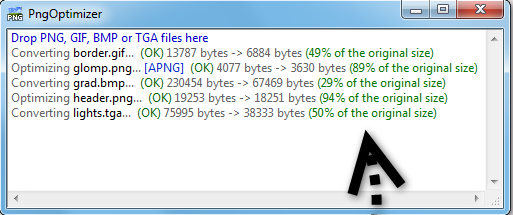 PNG PngOptimizer
Drop PNG, GIF, BMP or TGA files here
Converting border.gif... (OK) 13787 bytes -> 6884 bytes (49% of the original size)
Optimizing glomp.png... [APNG] (OK) 4077 bytes -> 3630 bytes (89% of the original size)
Converting grad.bmp... (OK) 230454 bytes -> 67469 bytes (29% of the original size)
Optimizing header.png... (OK) 19253 bytes -> 18251 bytes (94% of the original size)
Converting lights.tga... (OK) 75995 bytes -> 38333 bytes (50% of the original size)